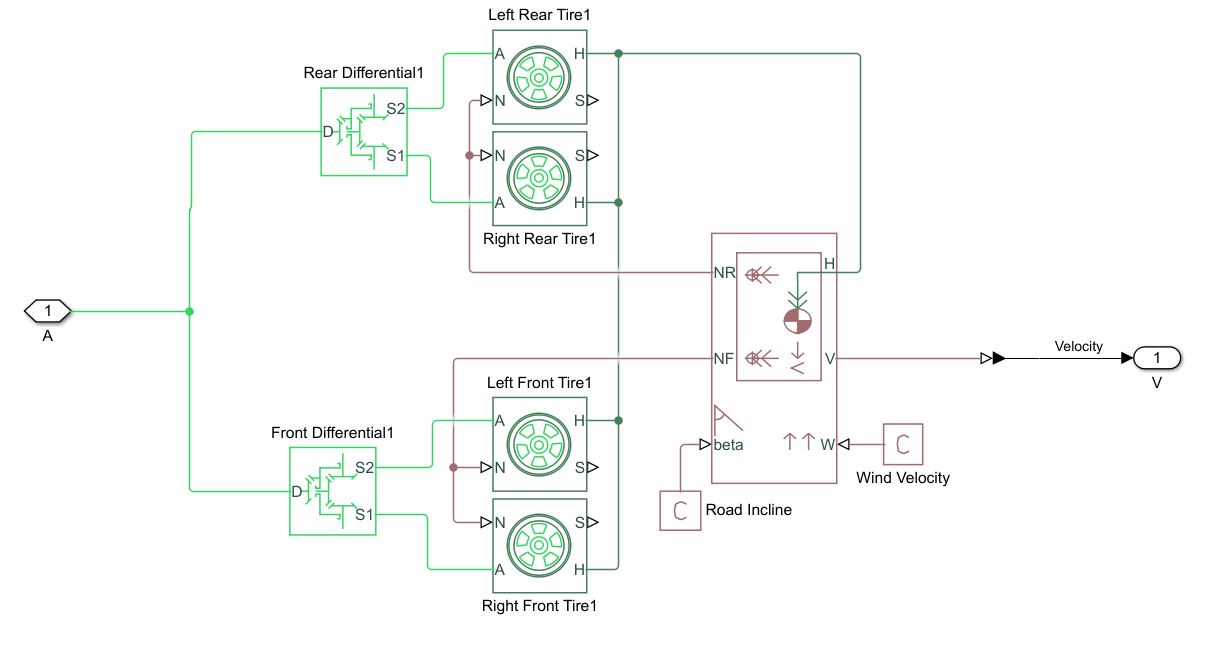 Left Rear Tire1
A
H
N
S
Rear Differential1
D
S2
S1
N
S
A
H
Right Rear Tire1
NR
H
1
A
NF
V
Velocity
1
V
Left Front Tire1
A
H
N
S
Front Differential1
D
S2
S1
beta
W
C
Wind Velocity
C
Road Incline
N
S
A
H
Right Front Tire1